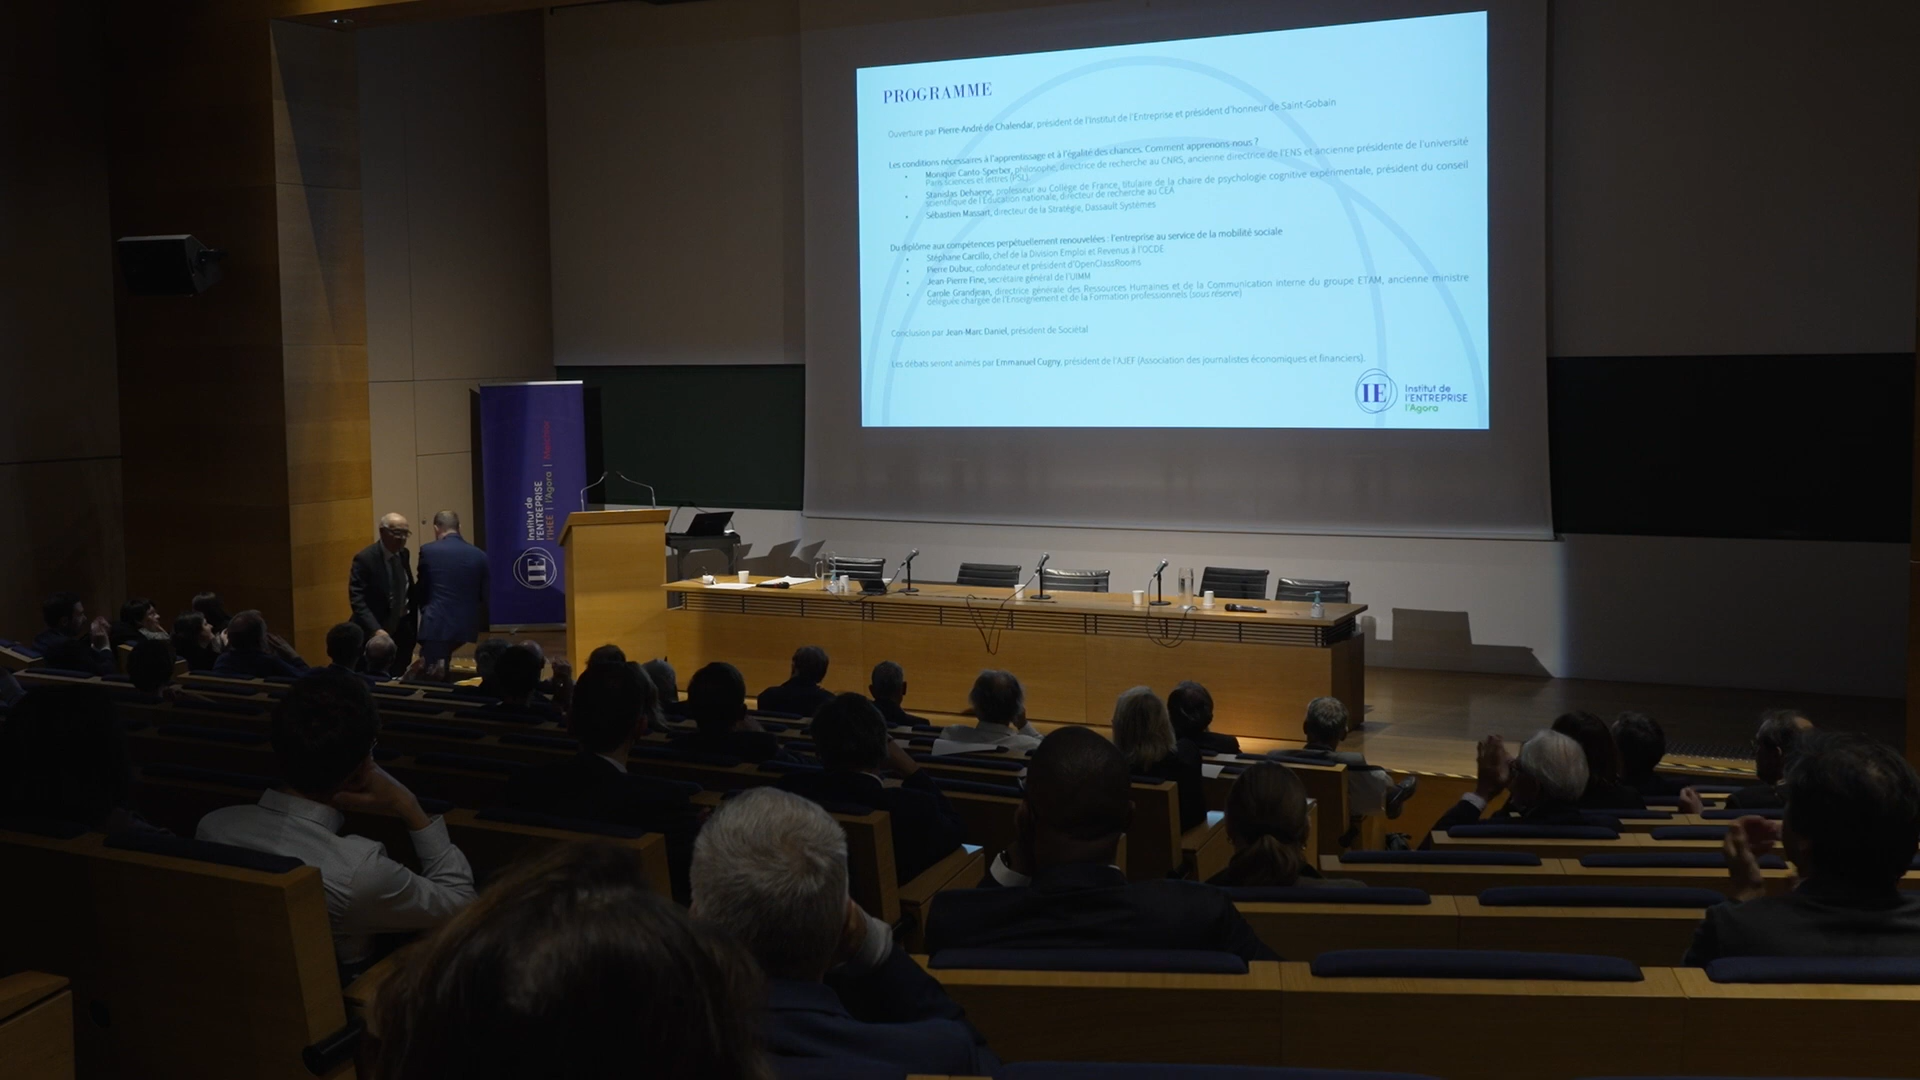 PROGRAMME
Ouverture par Pierre-André de Chalendar, président de l'Institut de l'Entreprise et président d'honneur de Saint-Gobain
Les conditions nécessaires à l'apprentissage et à l'égalité des chances. Comment apprenons-nous ?
• Monique Canto-Sperber, philosophe, directrice de recherche au CNRS, ancienne directrice de l'ENS et ancienne présidente de l'université
Paris sciences et lettres (PSL)
• Stanislas Dehaene, professeur au Collège de France, titulaire de la chaire de psychologie cognitive expérimentale, président du conseil
scientifique de l'Éducation nationale, directeur de recherche au CEA
• Sébastien Massart, directeur de la Stratégie, Dassault Systèmes
Du diplôme aux compétences perpétuellement renouvelées : l'entreprise au service de la mobilité sociale
• Stéphane Carcillo, chef de la Division Emploi et Revenus à l'OCDE
• Pierre Dubuc, cofondateur et président d'OpenClassRooms
• Jean-Pierre Fine, secrétaire général de l'UIMM
• Carole Grandjean, directrice générale des Ressources Humaines et de la Communication interne du groupe ETAM, ancienne ministre
déléguée chargée de l'Enseignement et de la Formation professionnels (sous réserve)
Conclusion par Jean-Marc Daniel, président de Sociétal
Les débats seront animés par Emmanuel Cugny, président de l'AJEF (Association des journalistes économiques et financiers).
IE
Institut de
l'ENTREPRISE
l'Agora
IE
Institut de
l'ENTREPRISE
l'IHEE | l'Agora | Melchior